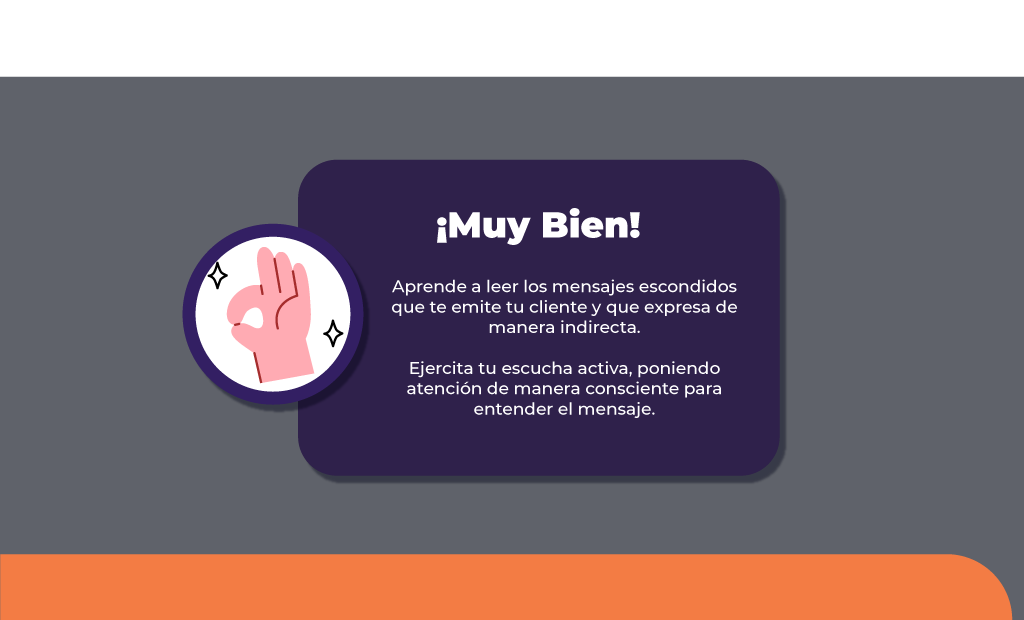 ¡Muy Bien!
Aprende a leer los mensajes escondidos
que te emite tu cliente y que expresa de
manera indirecta.
Ejercita tu escucha activa, poniendo
atención de manera consciente para
entender el mensaje.